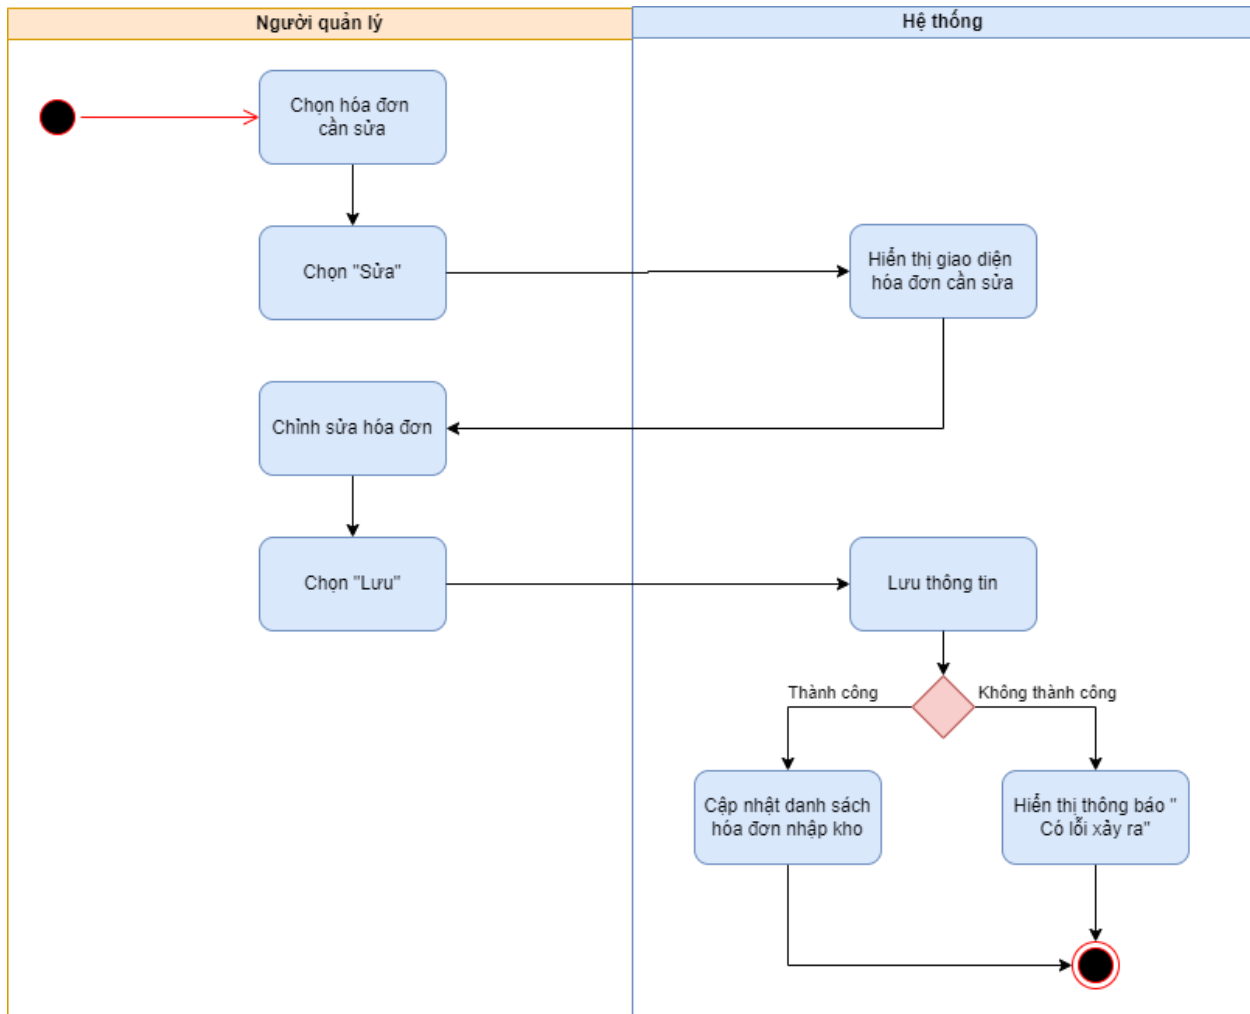 Người quản lý
Hệ thống
Chọn hóa đơn
cần sửa
Chọn "Sửa"
Hiển thị giao diện
hóa đơn cần sửa
Chỉnh sửa hóa đơn
Chọn "Lưu"
Lưu thông tin
Thành công
Không thành công
Cập nhật danh sách
hóa đơn nhập kho
Hiển thị thông báo "
Có lỗi xảy ra"